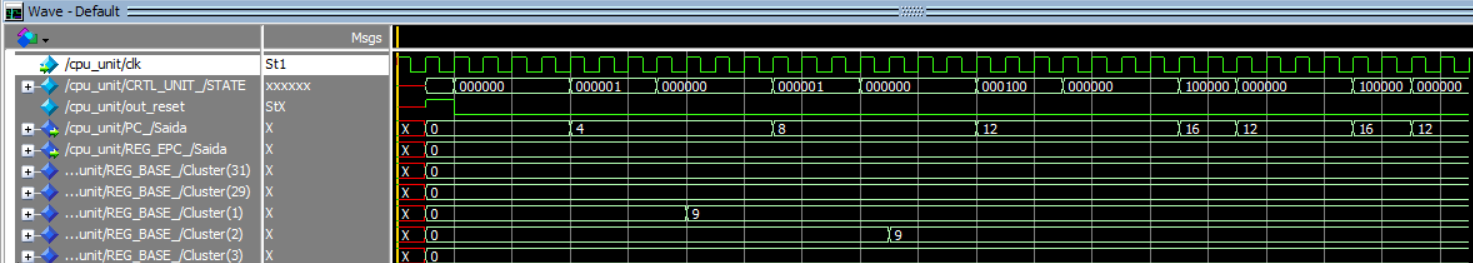 Wave - Default
Msgs
/cpu_unit/clk St1
/cpu_unit/CRTL_UNIT_/STATE xxxxxx 000000 000001 000000 000001 000000 000100 000000 100000 000000 100000 000000
/cpu_unit/out_reset StX
/cpu_unit/PC_/Saida X X 0 4 8 12 16 12 16 12
/cpu_unit/REG_EPC_/Saida X X 0
...unit/REG_BASE_/Cluster(31) X X 0
...unit/REG_BASE_/Cluster(29) X X 0
...unit/REG_BASE_/Cluster(1) X X 0 9
...unit/REG_BASE_/Cluster(2) X X 0 9
...unit/REG_BASE_/Cluster(3) X X 0